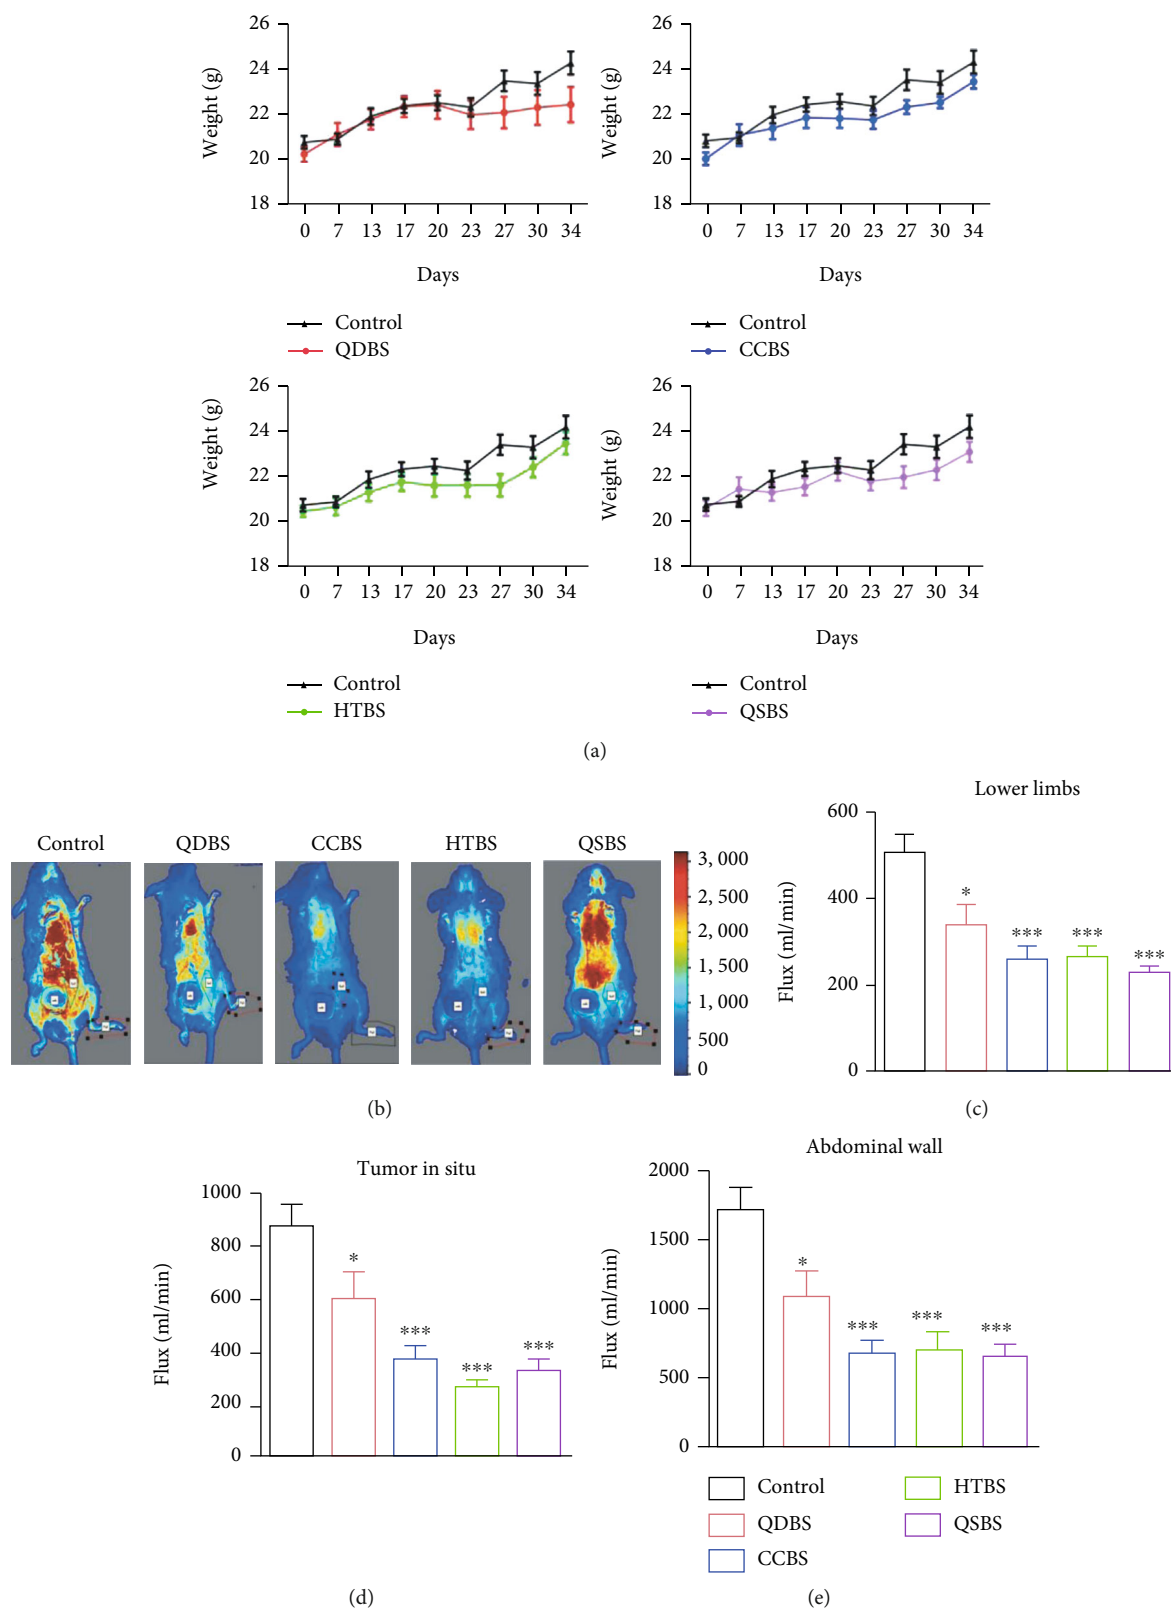 26
24
22
20
18
Weight (g)
0 7 13 17 20 23 27 30 34
Days
Control
QDBS
26
24
22
20
18
Weight (g)
0 7 13 17 20 23 27 30 34
Days
Control
CCBS
26
24
22
20
18
Weight (g)
0 7 13 17 20 23 27 30 34
Days
Control
HTBS
26
24
22
20
18
Weight (g)
0 7 13 17 20 23 27 30 34
Days
Control
QSBS
(a)
Control QDBS CCBS HTBS QSBS
3, 000
2, 500
2, 000
1, 500
1, 000
500
0
(b)
Lower limbs
600
400
200
0
Flux (ml/min)
*
***
***
***
(c)
Tumor in situ
1000
800
600
400
200
0
Flux (ml/min)
*
***
***
***
(d)
Abdominal wall
2000
1500
1000
500
0
Flux (ml/min)
*
***
***
***
Control
QDBS
CCBS
HTBS
QSBS
(e)